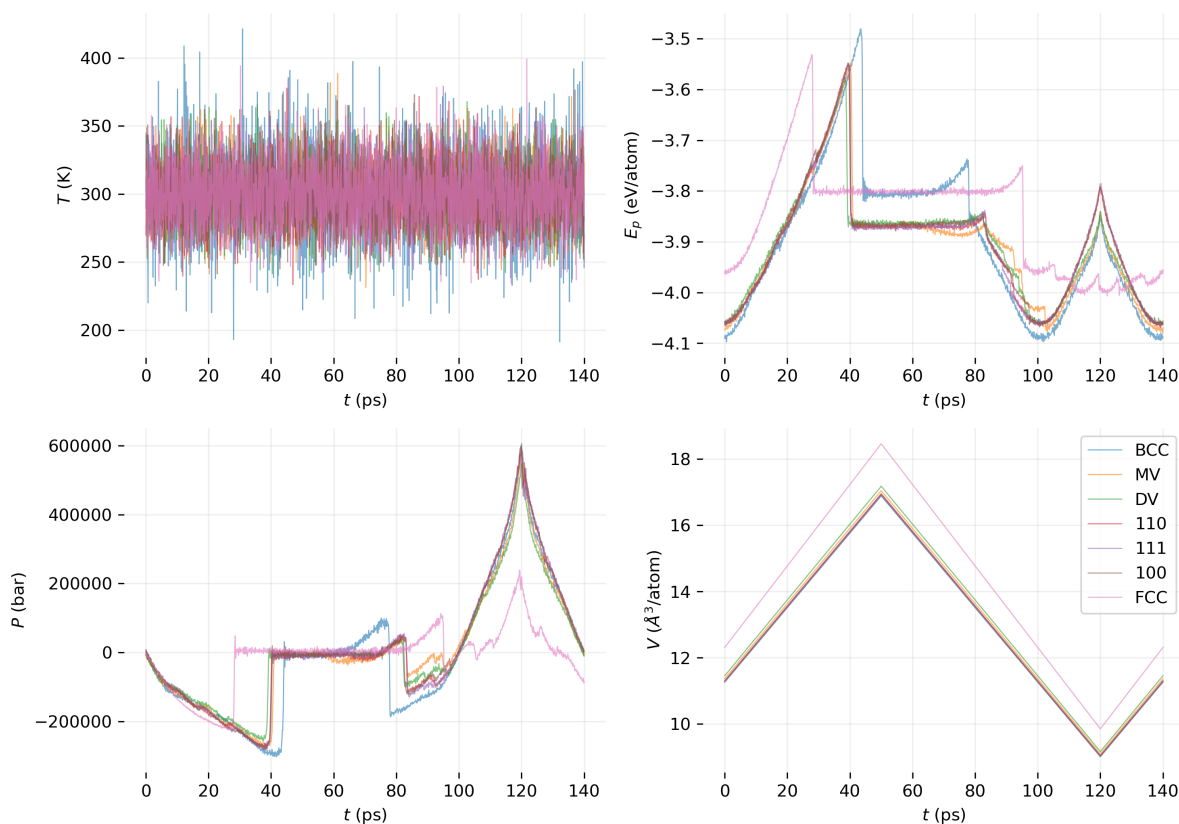 400
350
300
250
200
T (K)
0 20 40 60 80 100 120 140
t (ps)
−3.5
−3.6
−3.7
−3.8
−3.9
−4.0
−4.1
E_p (eV/atom)
0 20 40 60 80 100 120 140
t (ps)
600000
400000
200000
0
−200000
P (bar)
0 20 40 60 80 100 120 140
t (ps)
18
16
14
12
10
V (Å³/atom)
0 20 40 60 80 100 120 140
t (ps)
BCC
MV
DV
110
111
100
FCC